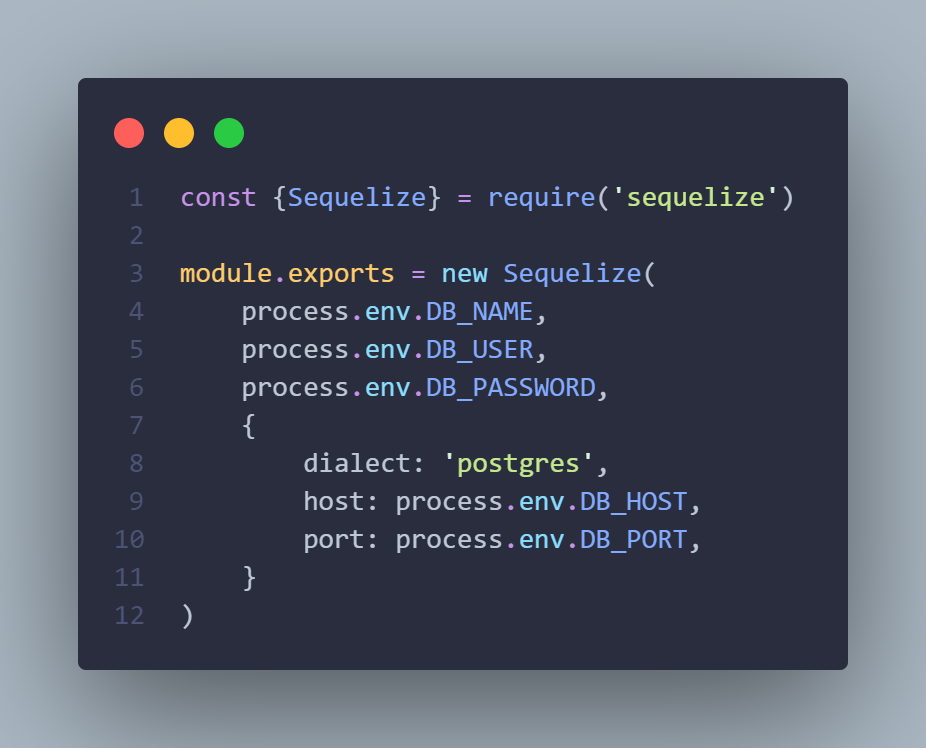 1 const {Sequelize} = require('sequelize')
2
3 module.exports = new Sequelize(
4     process.env.DB_NAME,
5     process.env.DB_USER,
6     process.env.DB_PASSWORD,
7     {
8         dialect: 'postgres',
9         host: process.env.DB_HOST,
10         port: process.env.DB_PORT,
11     }
12 )